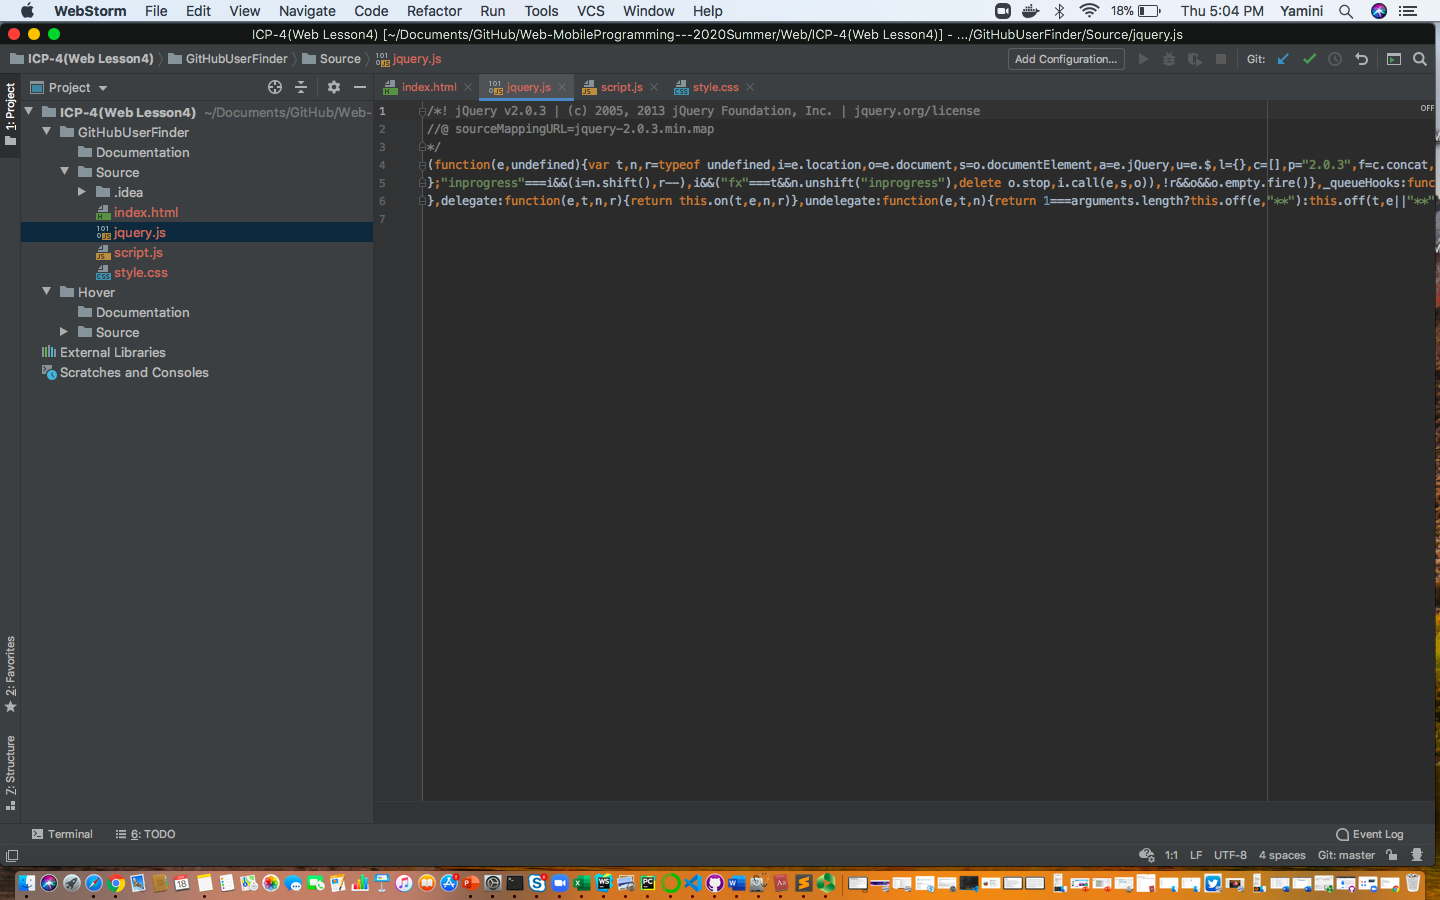 WebStorm File Edit View Navigate Code Refactor Run Tools VCS Window Help 18% Thu 5:04 PM Yamini
ICP-4(Web Lesson4) [~/Documents/GitHub/Web-MobileProgramming---2020Summer/Web/ICP-4(Web Lesson4)] - .../GitHubUserFinder/Source/jquery.js
ICP-4(Web Lesson4) GitHubUserFinder Source jquery.js Add Configuration... Git:
Project index.html jquery.js script.js style.css
1: Project
ICP-4(Web Lesson4) ~/Documents/GitHub/Web-
GitHubUserFinder
Documentation
Source
.idea
index.html
jquery.js
script.js
style.css
Hover
Documentation
Source
External Libraries
Scratches and Consoles
OFF
1 /*! jQuery v2.0.3 | (c) 2005, 2013 jQuery Foundation, Inc. | jquery.org/license
2 //@ sourceMappingURL=jquery-2.0.3.min.map
3 */
4 (function(e,undefined){var t,n,r=typeof undefined,i=e.location,o=e.document,s=o.documentElement,a=e.jQuery,u=e.$,l={},c=[],p="2.0.3",f=c.concat,
5 };"inprogress"===i&&(i=n.shift(),r--),i&&("fx"===t&&n.unshift("inprogress"),delete o.stop,i.call(e,s,o)),!r&&o&&o.empty.fire()},_queueHooks:func
6 },delegate:function(e,t,n,r){return this.on(t,e,n,r)},undelegate:function(e,t,n){return 1===arguments.length?this.off(e,"**"):this.off(t,e||"**"
7
2: Favorites
7: Structure
Terminal 6: TODO Event Log
1:1 LF UTF-8 4 spaces Git: master
18